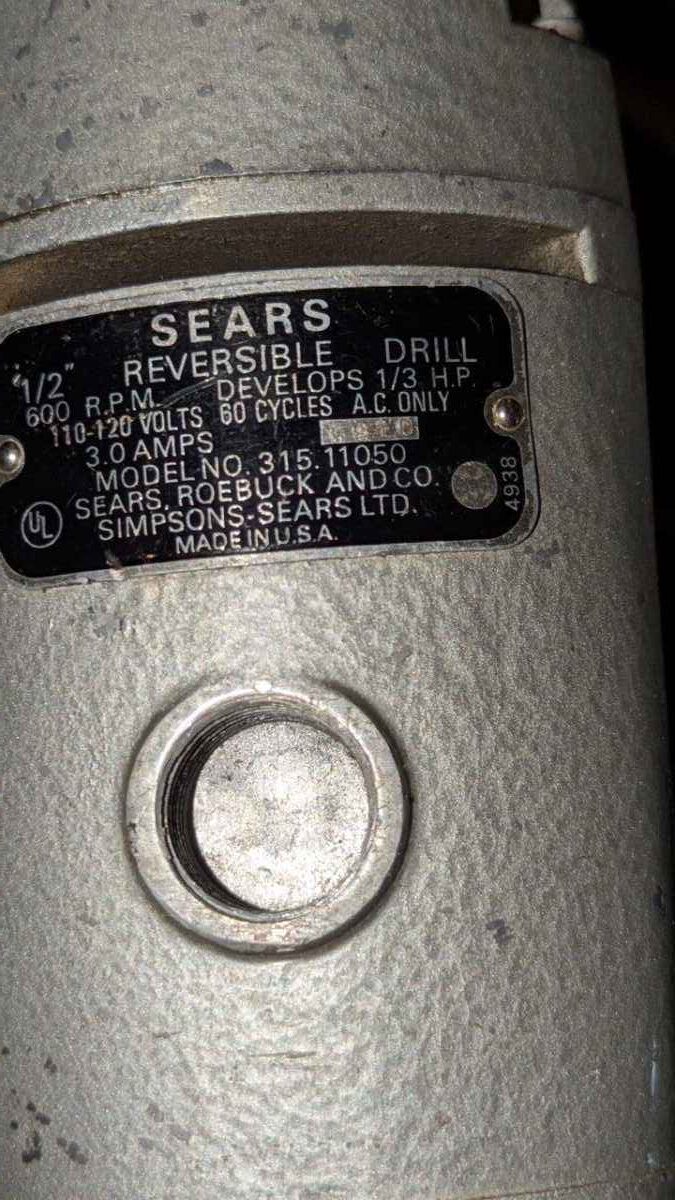 SEARS
"1/2" REVERSIBLE DRILL
600 R.P.M. DEVELOPS 1/3 H.P.
110-120 VOLTS 60 CYCLES A.C. ONLY
3.0 AMPS
MODEL NO. 315.11050
SEARS, ROEBUCK AND CO.
SIMPSONS-SEARS LTD.
MADE IN U.S.A.
UL
4938